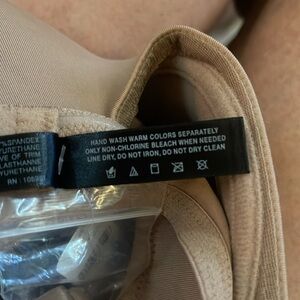 %SPANDEX
YURETHANE
VE OF TRIM
LASTHANNE
YURETHANE
HAND WASH WARM COLORS SEPARATELY
ONLY NON-CHLORINE BLEACH WHEN NEEDED
LINE DRY, DO NOT IRON, DO NOT DRY CLEAN